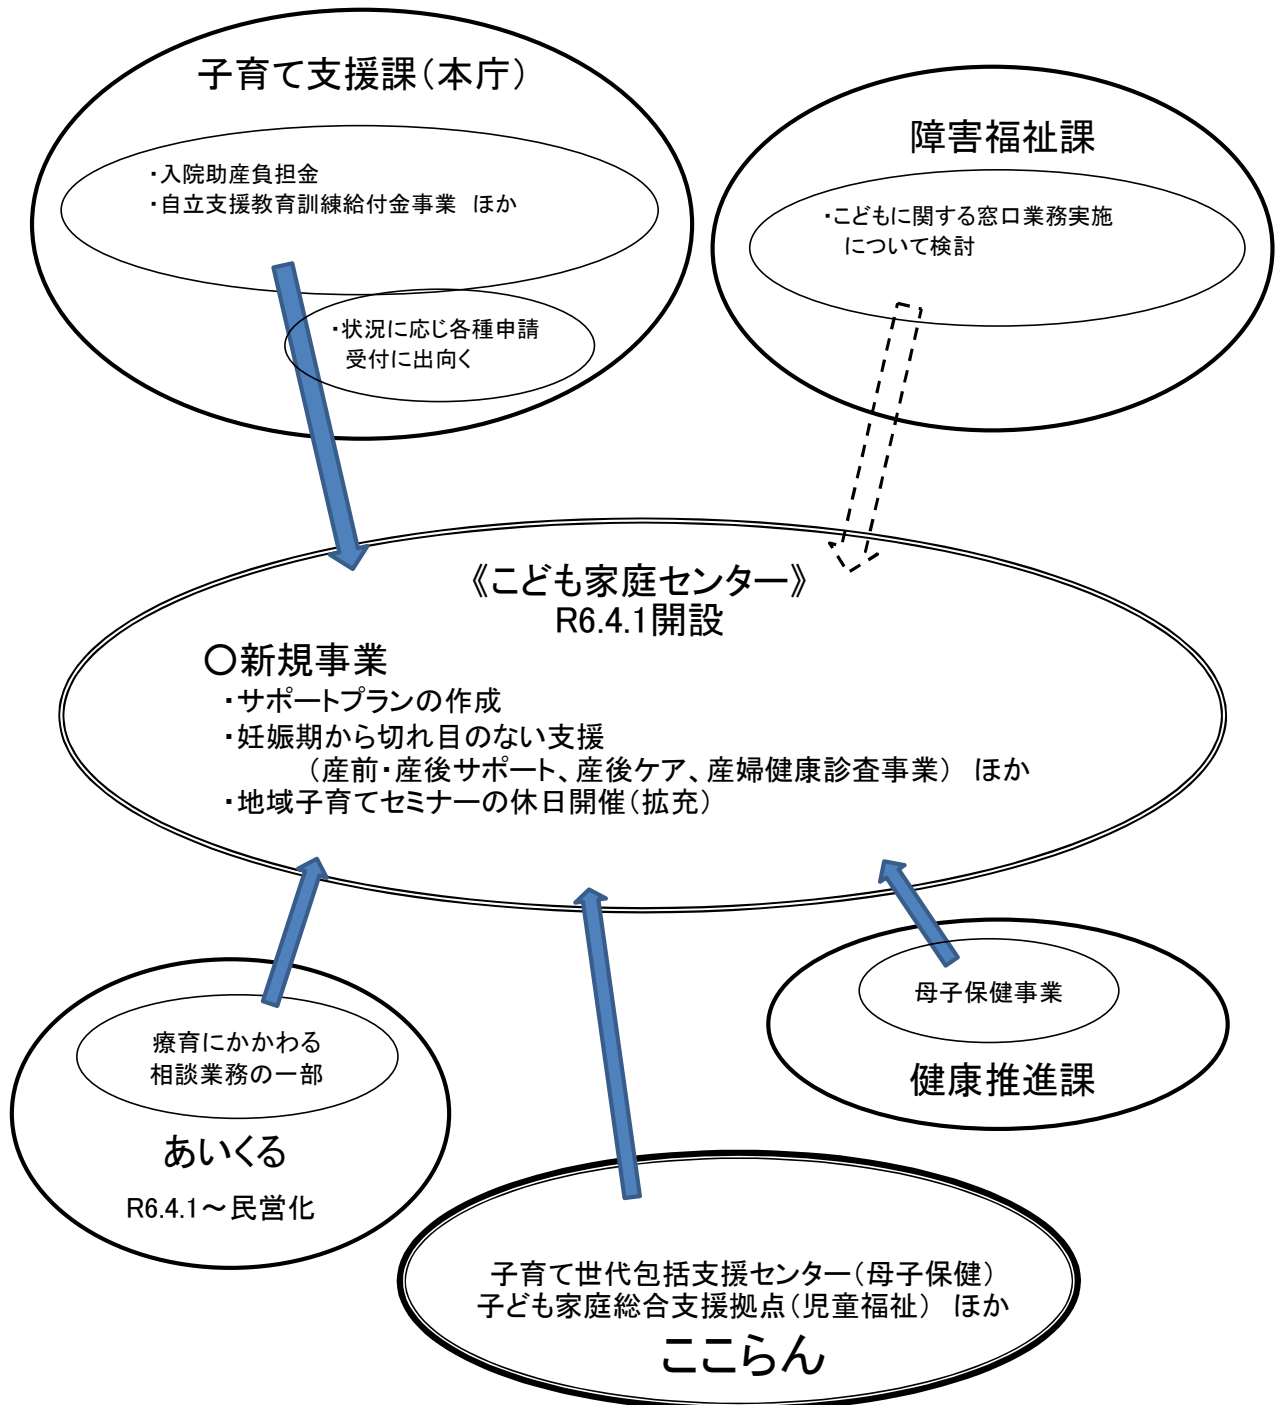 子育て支援課(本庁)
・入院助産負担金
・自立支援教育訓練給付金事業　ほか
・状況に応じ各種申請
受付に出向く
障害福祉課
・こどもに関する窓口業務実施
について検討
《こども家庭センター》
R6.4.1開設
○新規事業
・サポートプランの作成
・妊娠期から切れ目のない支援
（産前・産後サポート、産後ケア、産婦健康診査事業）　ほか
・地域子育てセミナーの休日開催（拡充）
療育にかかわる
相談業務の一部
あいくる
R6.4.1～民営化
母子保健事業
健康推進課
子育て世代包括支援センター（母子保健）
子ども家庭総合支援拠点（児童福祉）　ほか
ここらん